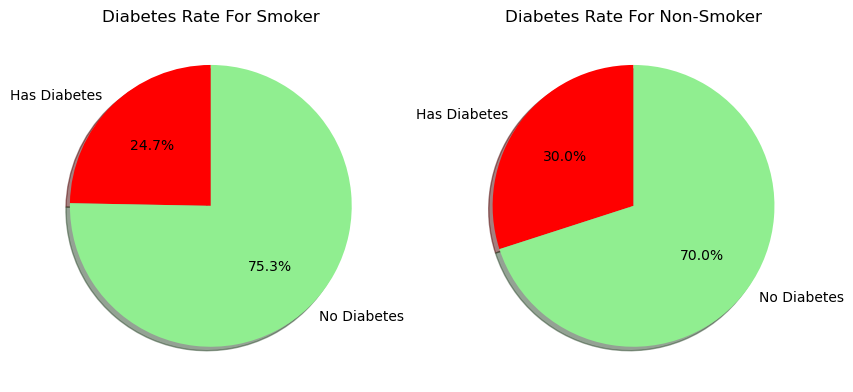 Diabetes Rate For Smoker
Has Diabetes
24.7%
75.3%
No Diabetes
Diabetes Rate For Non-Smoker
Has Diabetes
30.0%
70.0%
No Diabetes